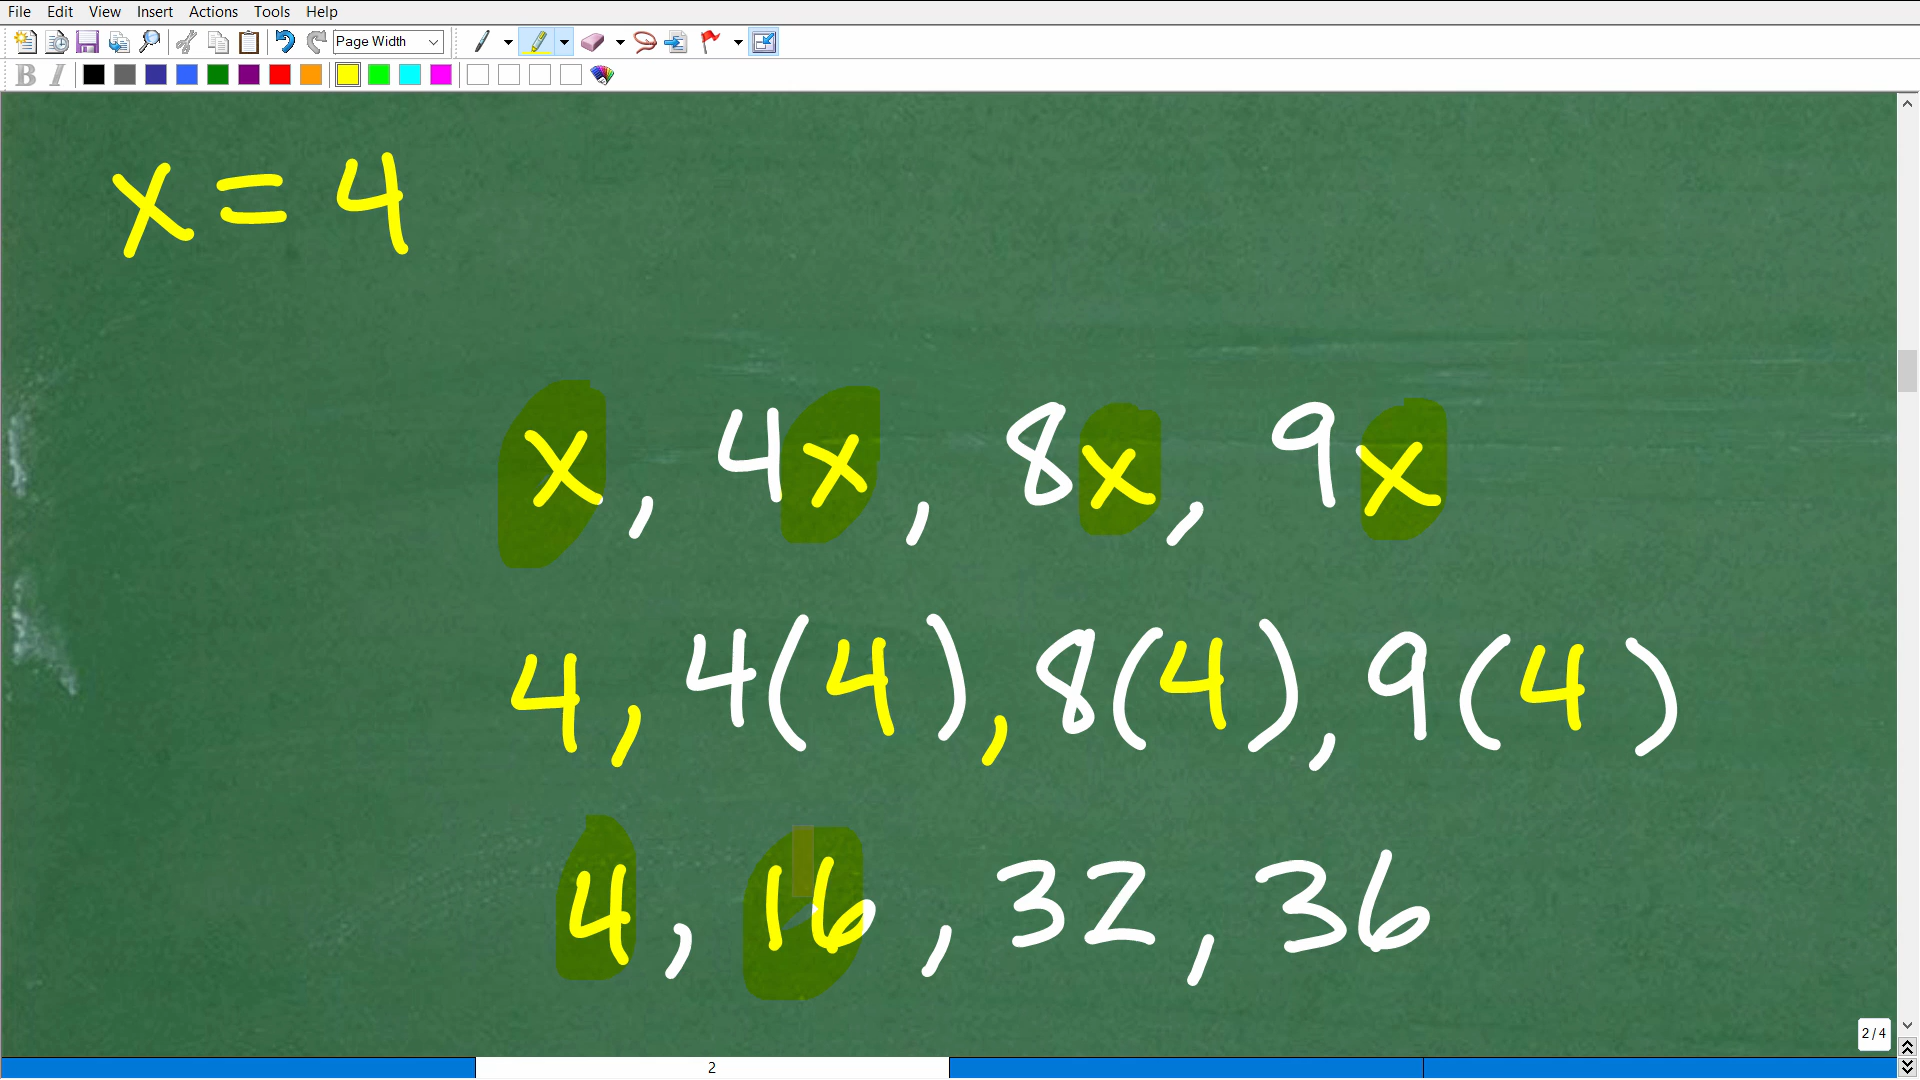 File Edit View Insert Actions Tools Help
Page Width
B I
x = 4
x, 4x, 8x, 9x
4, 4(4), 8(4), 9(4)
4, 16, 32, 36
2 / 4
2